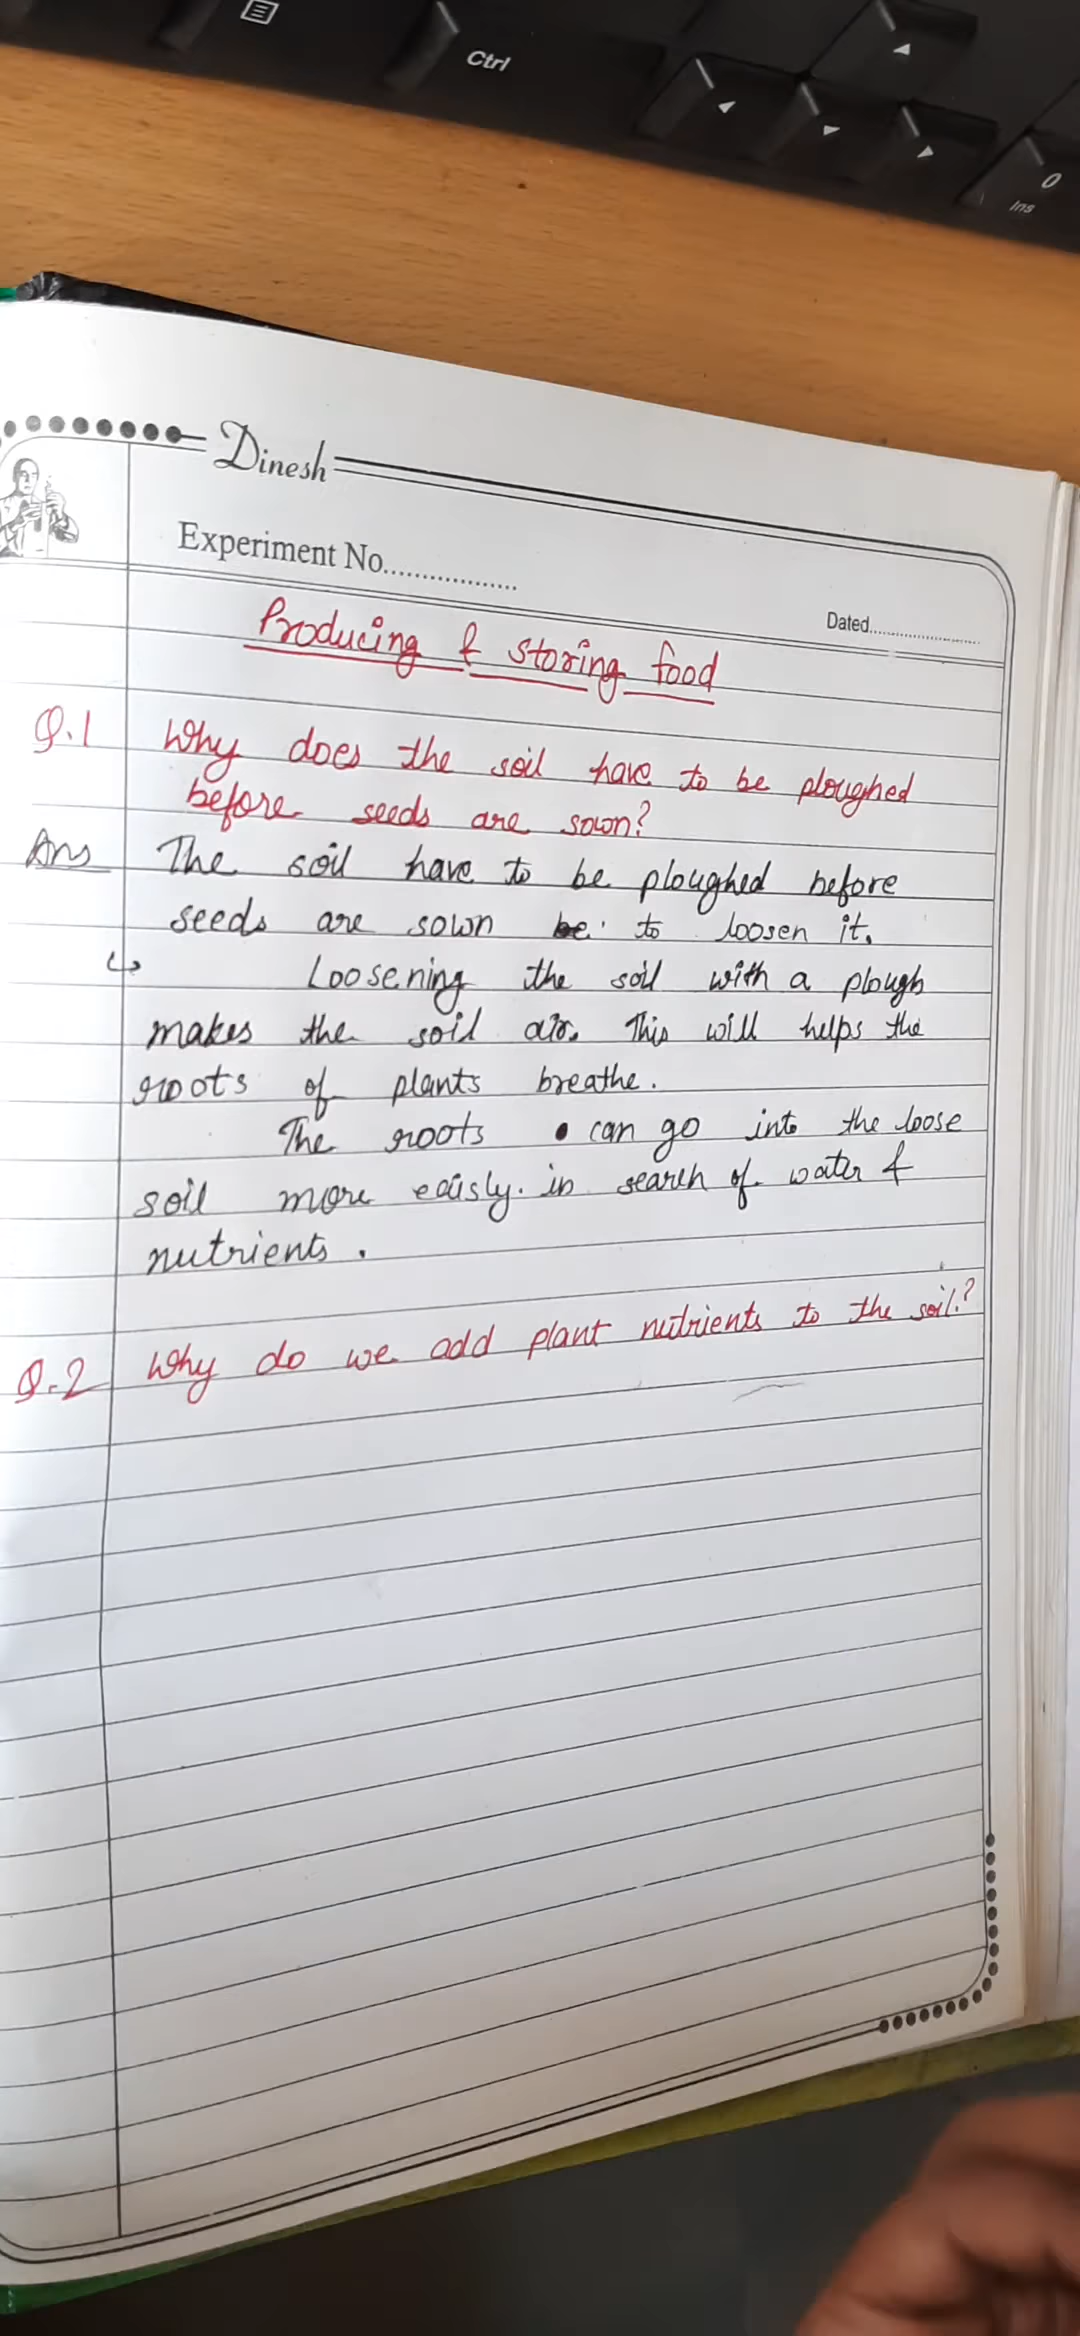 Ctrl
0
Ins
Dinesh
Experiment No..................
Dated...........................
Producing & storing food
Q.1 Why does the soil have to be ploughed
before seeds are sown?
Ans The soil have to be ploughed before
seeds are sown be to loosen it.
↳ Loosening the soil with a plough
makes the soil air. This will helps the
roots of plants breathe.
The roots can go into the loose
soil more eaisly. in search of water &
nutrients.
Q.2 Why do we add plant nutrients to the soil?